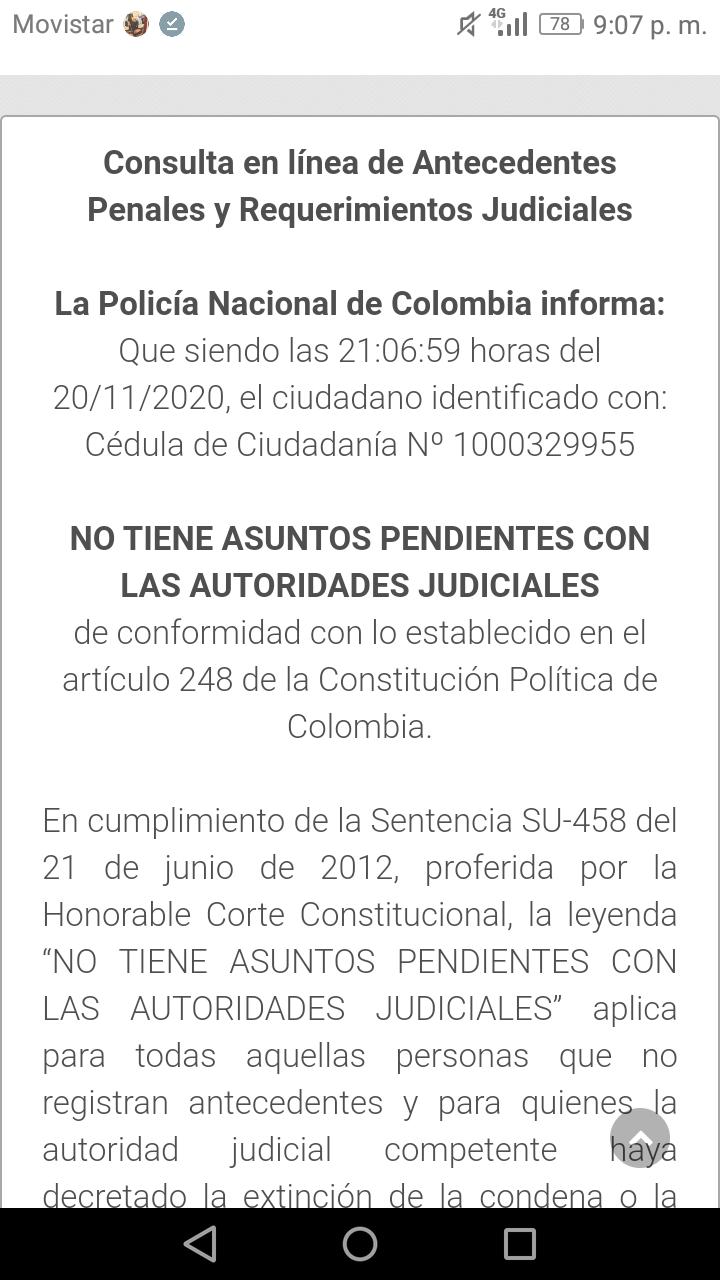 Movistar 4G 78 9:07 p. m.
Consulta en línea de Antecedentes
Penales y Requerimientos Judiciales
La Policía Nacional de Colombia informa:
Que siendo las 21:06:59 horas del
20/11/2020, el ciudadano identificado con:
Cédula de Ciudadanía Nº 1000329955
NO TIENE ASUNTOS PENDIENTES CON
LAS AUTORIDADES JUDICIALES
de conformidad con lo establecido en el
artículo 248 de la Constitución Política de
Colombia.
En cumplimiento de la Sentencia SU-458 del
21 de junio de 2012, proferida por la
Honorable Corte Constitucional, la leyenda
“NO TIENE ASUNTOS PENDIENTES CON
LAS AUTORIDADES JUDICIALES” aplica
para todas aquellas personas que no
registran antecedentes y para quienes la
autoridad judicial competente haya
decretado la extinción de la condena o la